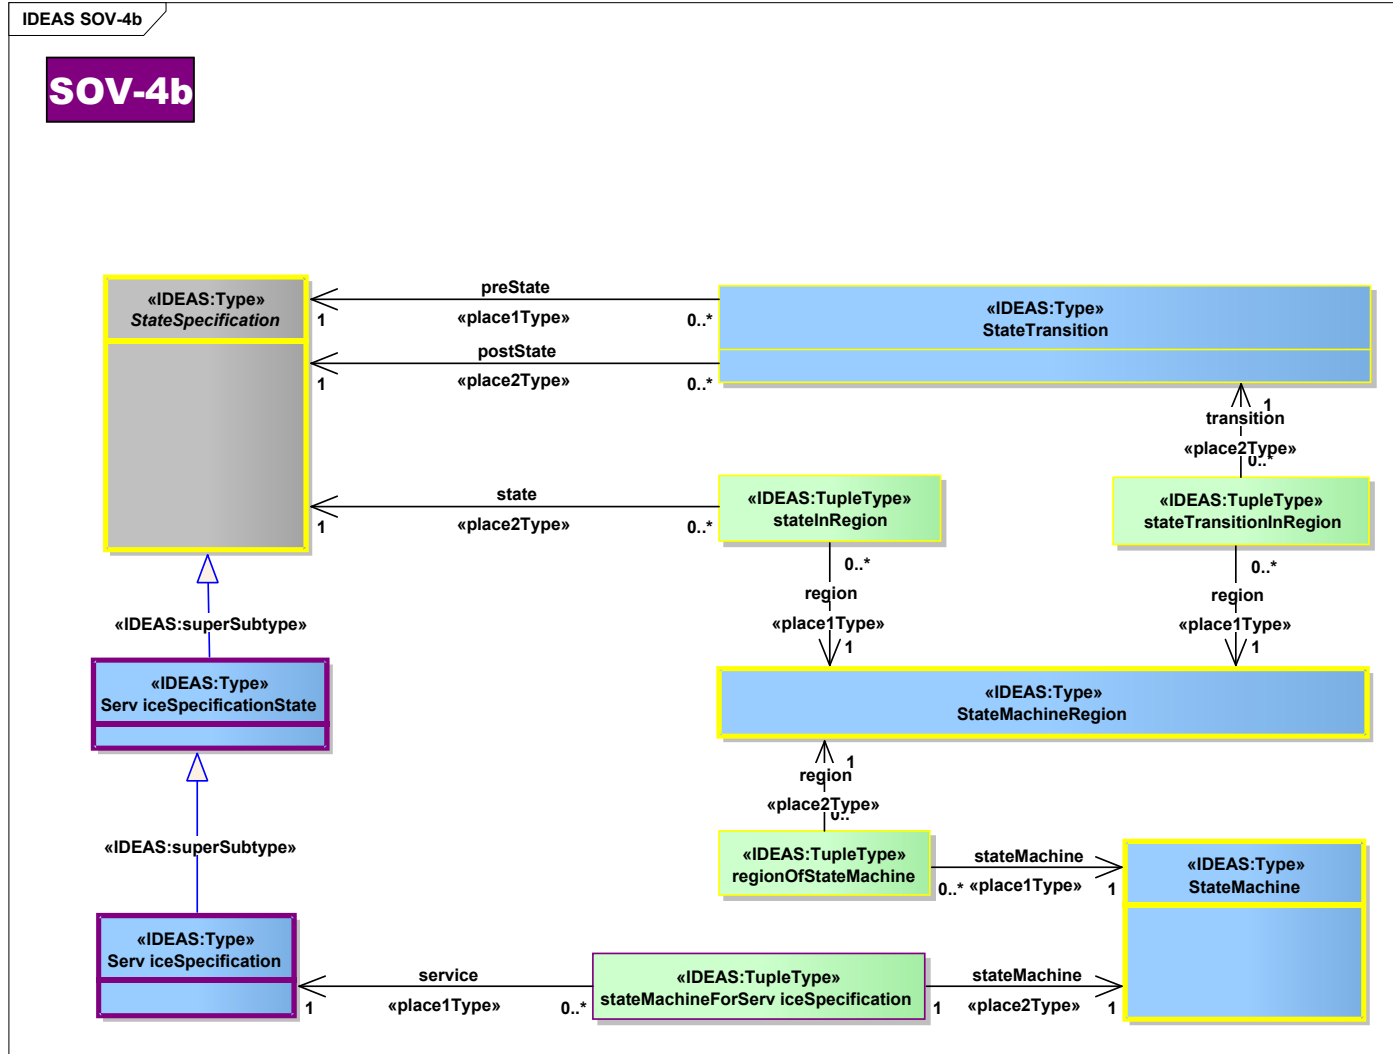 IDEAS SOV-4b
SOV-4b
«IDEAS:Type»
StateSpecification
preState
1
«place1Type»
0..*
«IDEAS:Type»
StateTransition
postState
1
«place2Type»
0..*
1
transition
«place2Type»
0..*
state
1
«place2Type»
0..*
«IDEAS:TupleType»
stateInRegion
«IDEAS:TupleType»
stateTransitionInRegion
0..*
region
«place1Type»
1
0..*
region
«place1Type»
1
«IDEAS:superSubtype»
«IDEAS:Type»
Serv iceSpecificationState
«IDEAS:Type»
StateMachineRegion
1
region
«place2Type»
0..*
«IDEAS:superSubtype»
«IDEAS:TupleType»
regionOfStateMachine
stateMachine
0..*
«place1Type»
1
«IDEAS:Type»
StateMachine
«IDEAS:Type»
Serv iceSpecification
service
1
«place1Type»
0..*
«IDEAS:TupleType»
stateMachineForServ iceSpecification
stateMachine
1
«place2Type»
1